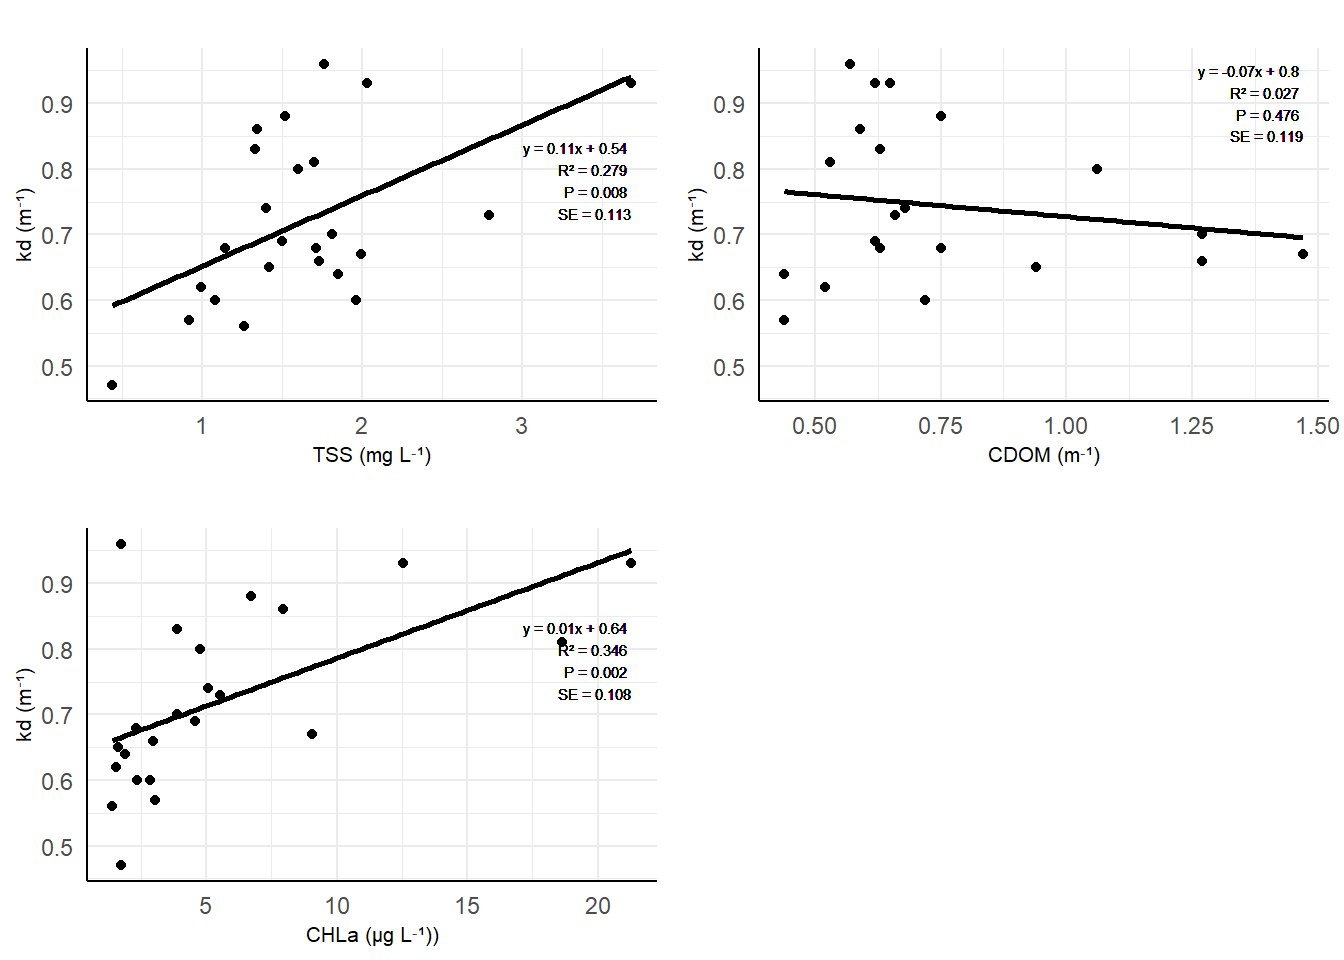 0.9
0.8
0.7
0.6
0.5
kd (m⁻¹)
y = 0.11x + 0.54
R² = 0.279
P = 0.008
SE = 0.113
1 2 3
TSS (mg L⁻¹)
0.9
0.8
0.7
0.6
0.5
kd (m⁻¹)
y = -0.07x + 0.8
R² = 0.027
P = 0.476
SE = 0.119
0.50 0.75 1.00 1.25 1.50
CDOM (m⁻¹)
0.9
0.8
0.7
0.6
0.5
kd (m⁻¹)
y = 0.01x + 0.64
R² = 0.346
P = 0.002
SE = 0.108
5 10 15 20
CHLa (µg L⁻¹))